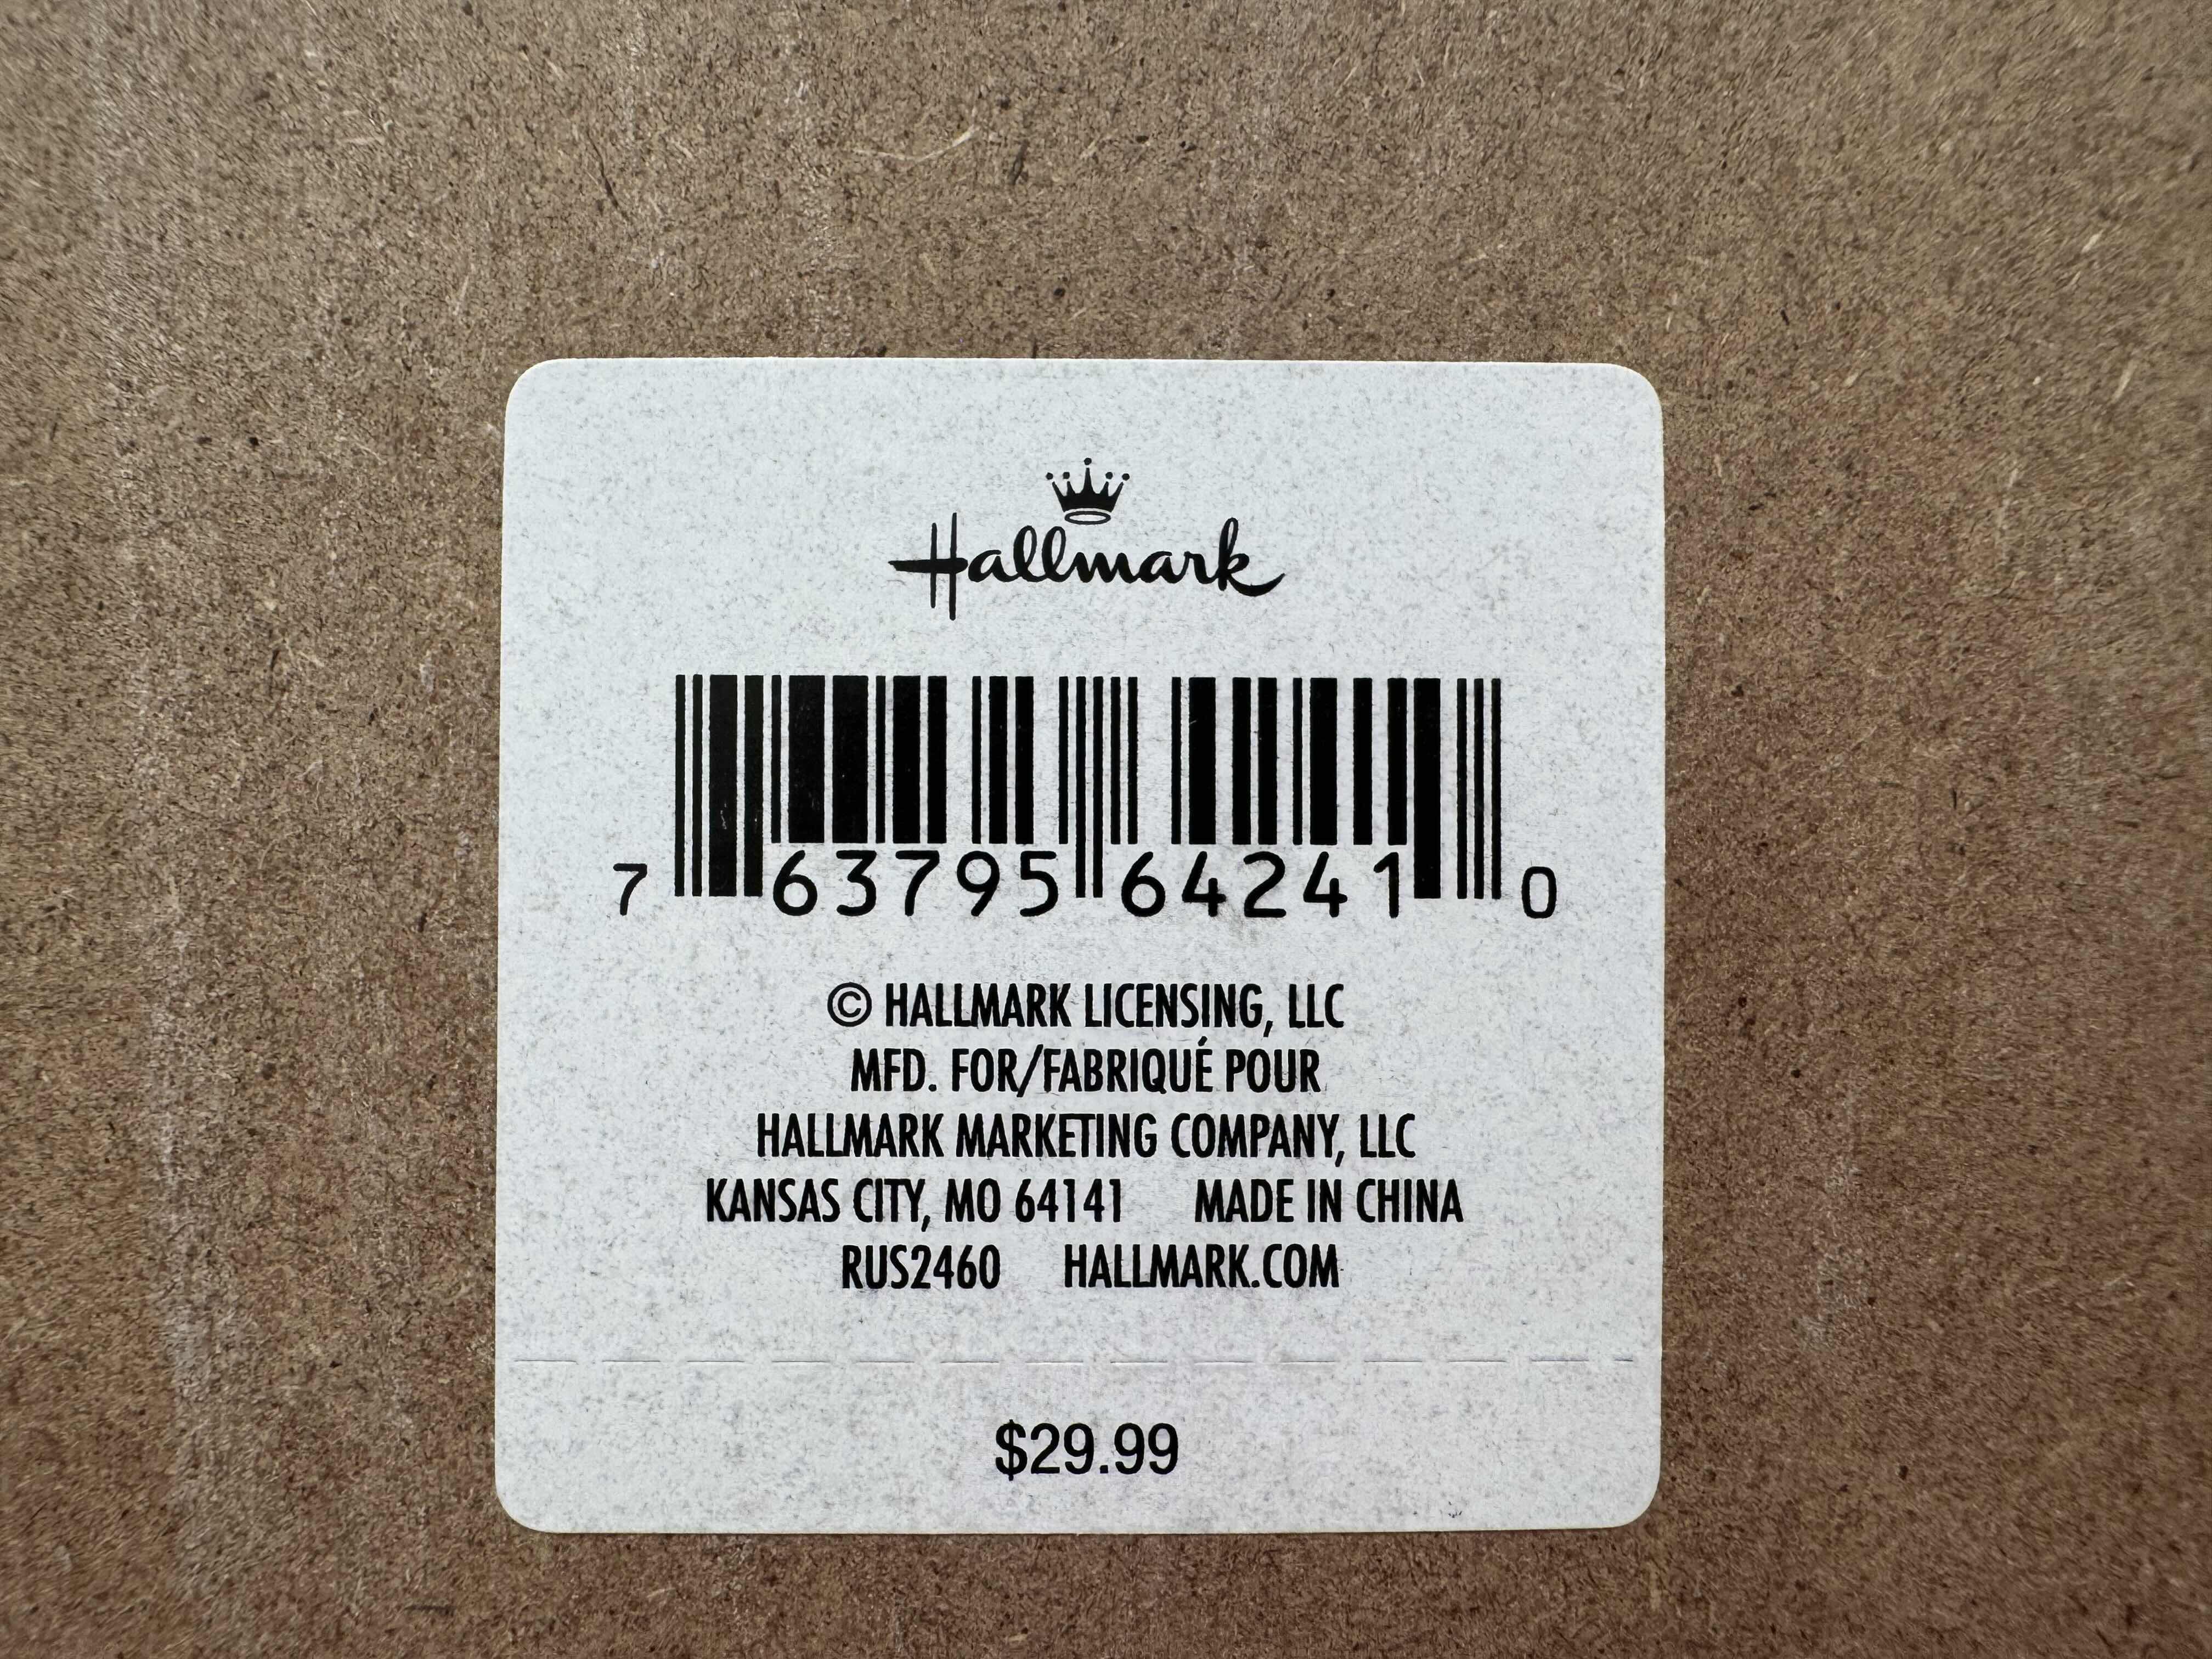 Hallmark
7 63795 64241 0
© HALLMARK LICENSING, LLC
MFD. FOR/FABRIQUÉ POUR
HALLMARK MARKETING COMPANY, LLC
KANSAS CITY, MO 64141 MADE IN CHINA
RUS2460 HALLMARK.COM
$29.99